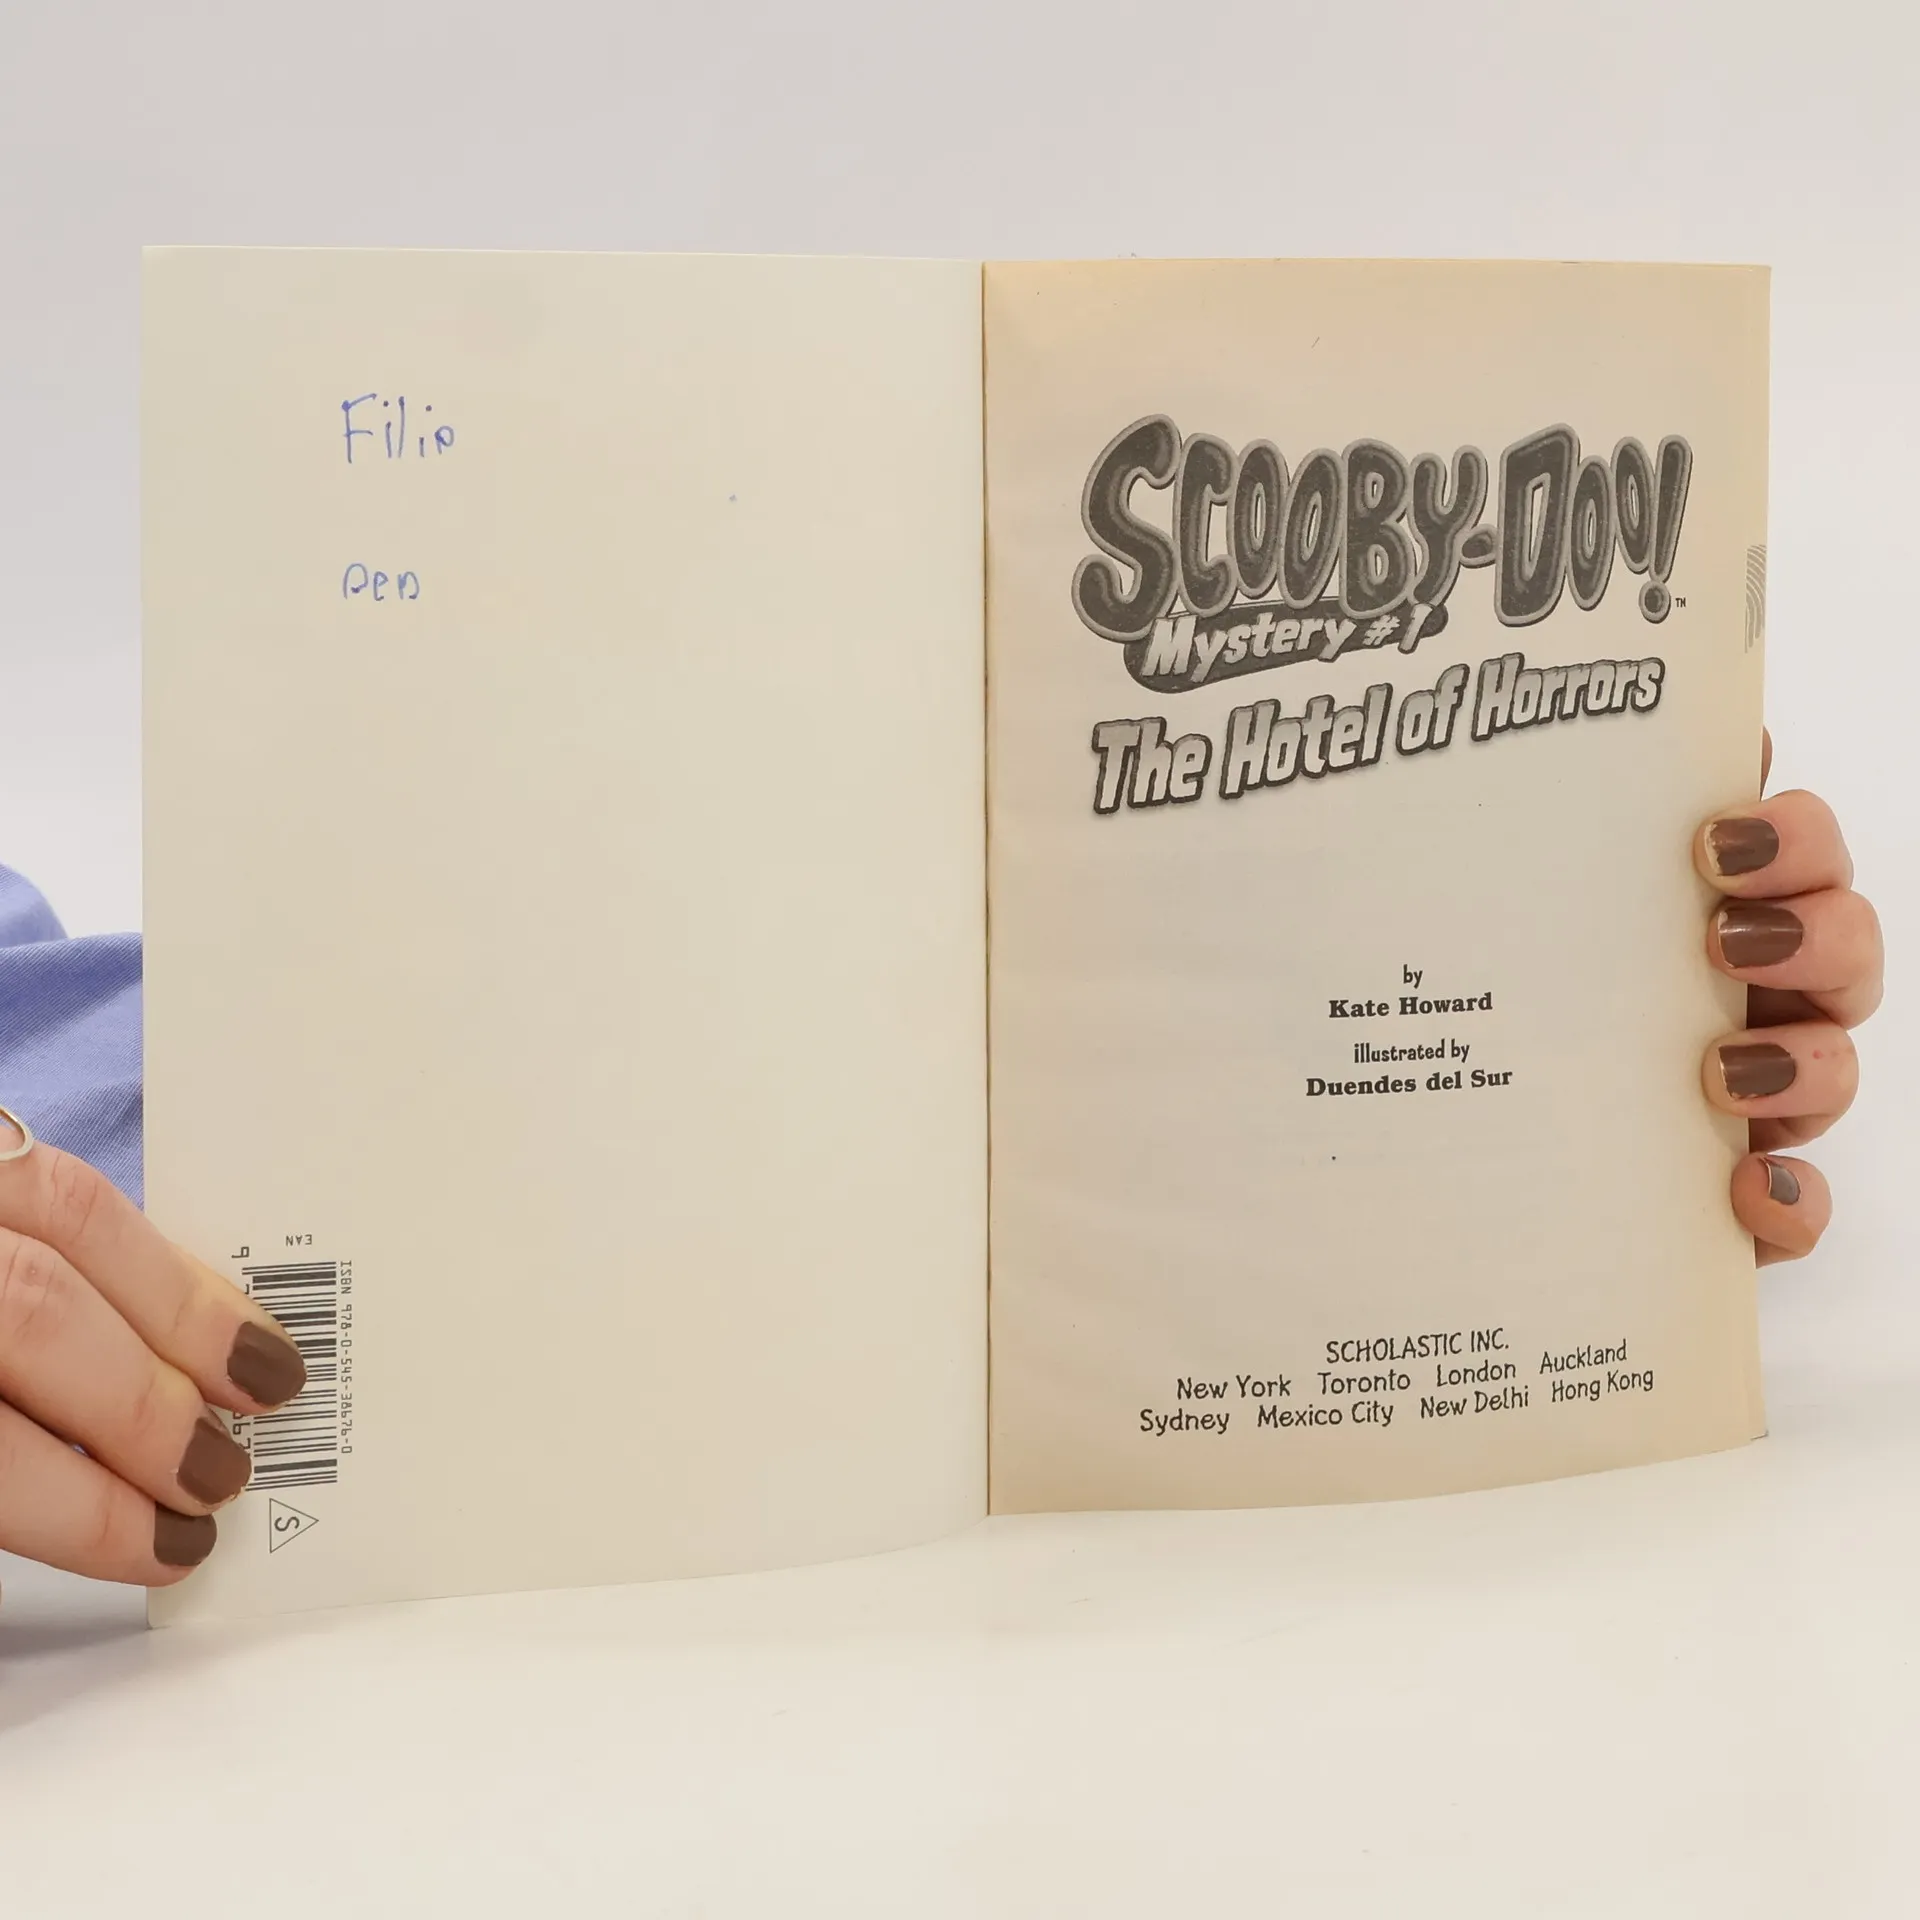 Filip
EAN
ISBN 978-0-545-38676-0
S
SCOOBY-DOO!™
Mystery #1
The Hotel of Horrors
by
Kate Howard
illustrated by
Duendes del Sur
SCHOLASTIC INC.
New York Toronto London Auckland
Sydney Mexico City New Delhi Hong Kong